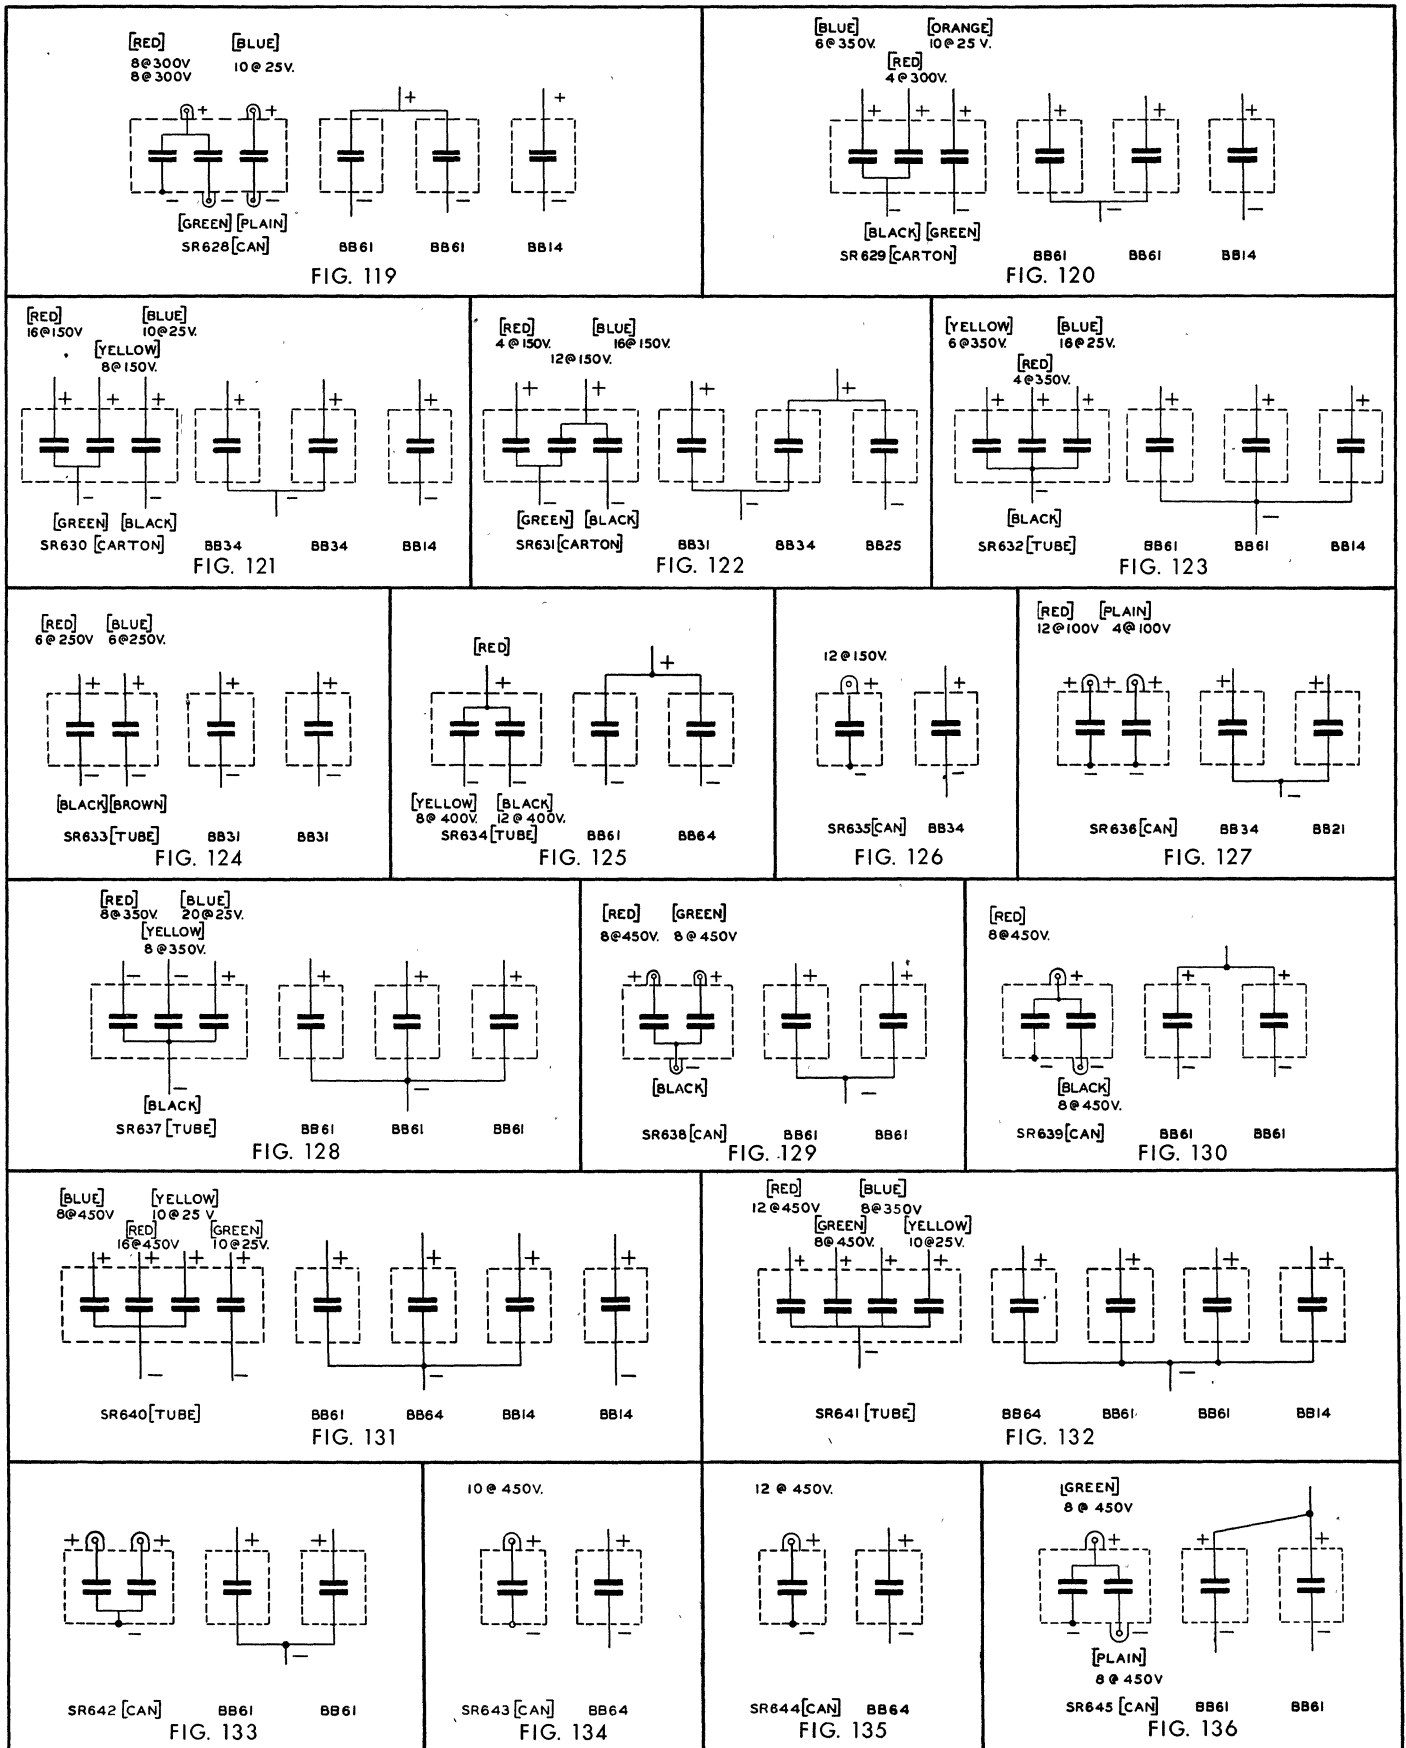 [RED] [BLUE]
8@300V 10@25V.
8@300V
+ + + +
− − −
[GREEN] [PLAIN]
SR628[CAN] BB61 BB61 BB14
FIG. 119
[BLUE] [ORANGE]
6@350V. 10@25V.
[RED]
4@300V.
+ + + + + +
− − − −
[BLACK] [GREEN]
SR629[CARTON] BB61 BB61 BB14
FIG. 120
[RED] [BLUE]
16@150V 10@25V.
[YELLOW]
8@150V.
+ + + + + +
− − − −
[GREEN] [BLACK]
SR630 [CARTON] BB34 BB34 BB14
FIG. 121
[RED] [BLUE]
4@150V. 16@150V.
12@150V.
+ + + +
− − − −
[GREEN] [BLACK]
SR631[CARTON] BB31 BB34 BB25
FIG. 122
[YELLOW] [BLUE]
6@350V. 16@25V.
[RED]
4@350V.
+ + + + + +
− −
[BLACK]
SR632[TUBE] BB61 BB61 BB14
FIG. 123
[RED] [BLUE]
6@250V 6@250V.
+ + + +
− − − −
[BLACK][BROWN]
SR633[TUBE] BB31 BB31
FIG. 124
[RED]
+ +
− − − −
[YELLOW] [BLACK]
8@400V. 12@400V.
SR634[TUBE] BB61 BB64
FIG. 125
12@150V.
+ +
− −
SR635[CAN] BB34
FIG. 126
[RED] [PLAIN]
12@100V 4@100V
+ + + +
− − −
SR636[CAN] BB34 BB21
FIG. 127
[RED] [BLUE]
8@350V. 20@25V.
[YELLOW]
8@350V.
− − + + + +
− −
[BLACK]
SR637[TUBE] BB61 BB61 BB61
FIG. 128
[RED] [GREEN]
8@450V. 8@450V
+ + + +
− −
[BLACK]
SR638[CAN] BB61 BB61
FIG. 129
[RED]
8@450V.
+ + +
− − − −
[BLACK]
8@450V.
SR639[CAN] BB61 BB61
FIG. 130
[BLUE] [YELLOW]
8@450V 10@25V
[RED] [GREEN]
16@450V 10@25V.
+ + + + + + + +
− − − −
SR640[TUBE] BB61 BB64 BB14 BB14
FIG. 131
[RED] [BLUE]
12@450V 8@350V
[GREEN] [YELLOW]
8@450V. 10@25V.
+ + + + + + + +
− −
SR641[TUBE] BB64 BB61 BB61 BB14
FIG. 132
+ + + +
− −
SR642[CAN] BB61 BB61
FIG. 133
10@450V.
+ +
− −
SR643[CAN] BB64
FIG. 134
12@450V.
+ +
− −
SR644[CAN] BB64
FIG. 135
[GREEN]
8@450V
+ + +
− − − −
[PLAIN]
8@450V
SR645 [CAN] BB61 BB61
FIG. 136